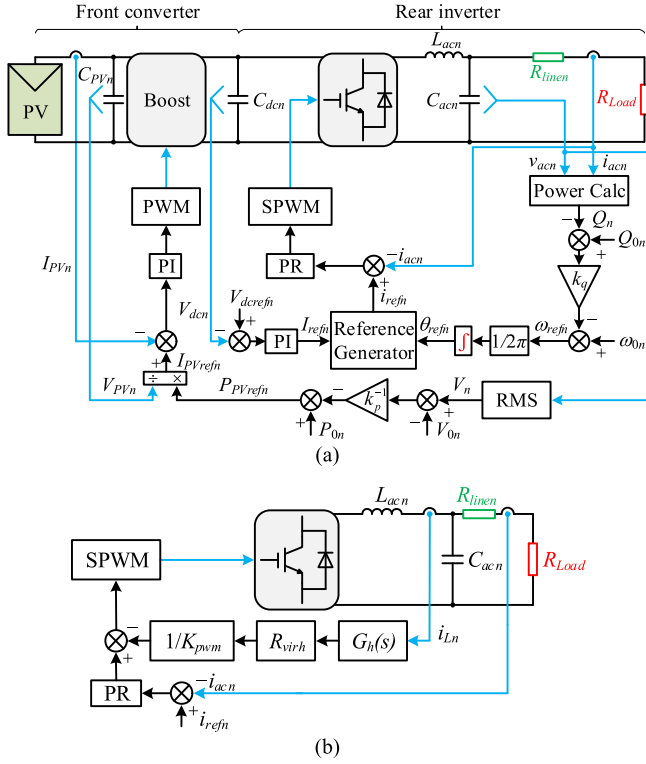 Front converter
Rear inverter
PV
C_PVn
Boost
C_dcn
L_acn
C_acn
R_linen
R_Load
v_acn
i_acn
PWM
SPWM
Power Calc
Q_n
Q_0n
I_PVn
PI
PR
i_acn
k_q
V_dcn
V_dcrefn
i_refn
I_refn
PI
Reference
Generator
θ_refn
∫
1/2π
ω_refn
ω_0n
I_PVrefn
÷ ×
V_PVn
P_PVrefn
P_0n
k_p^-1
V_0n
V_n
RMS
(a)
L_acn
R_linen
C_acn
R_Load
SPWM
1/K_pwm
R_virh
G_h(s)
i_Ln
PR
i_acn
i_refn
(b)